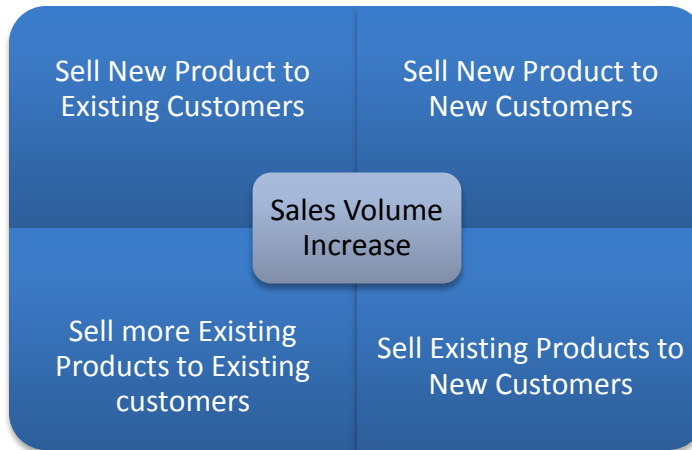 Sell New Product to
Existing Customers
Sell New Product to
New Customers
Sales Volume
Increase
Sell more Existing
Products to Existing
customers
Sell Existing Products to
New Customers